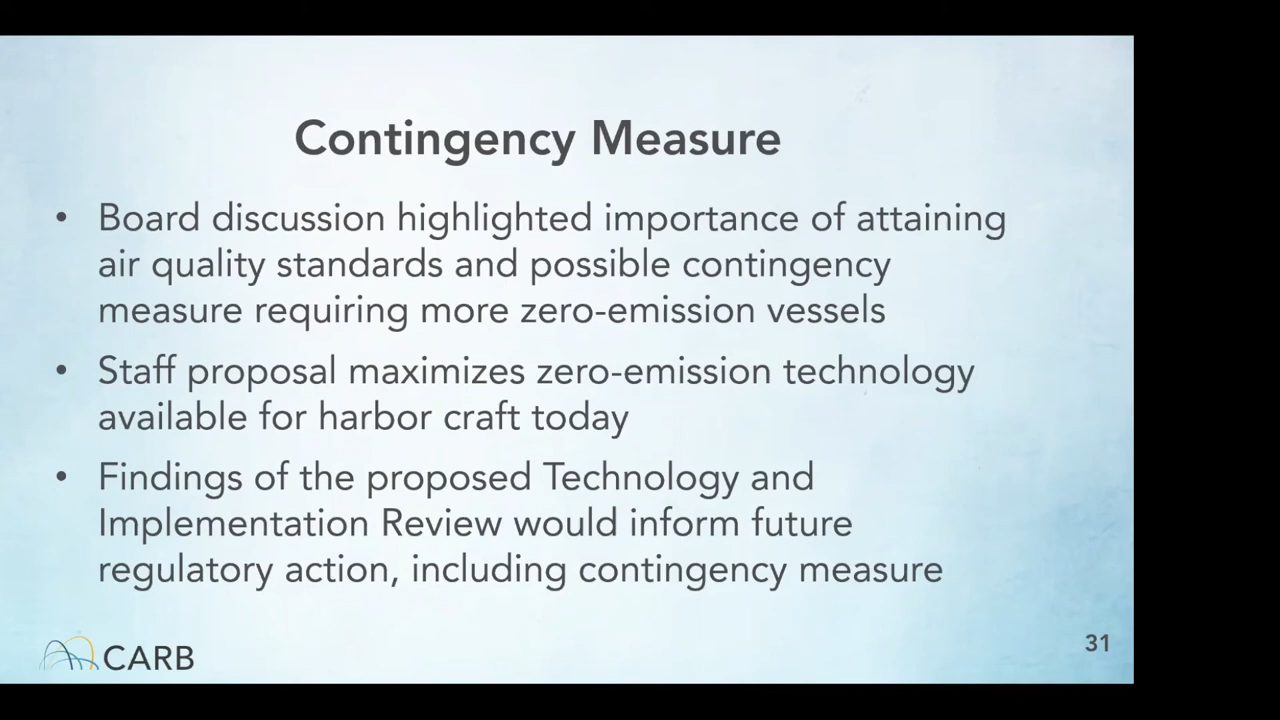 Contingency Measure
• Board discussion highlighted importance of attaining
air quality standards and possible contingency
measure requiring more zero-emission vessels
• Staff proposal maximizes zero-emission technology
available for harbor craft today
• Findings of the proposed Technology and
Implementation Review would inform future
regulatory action, including contingency measure
CARB
31